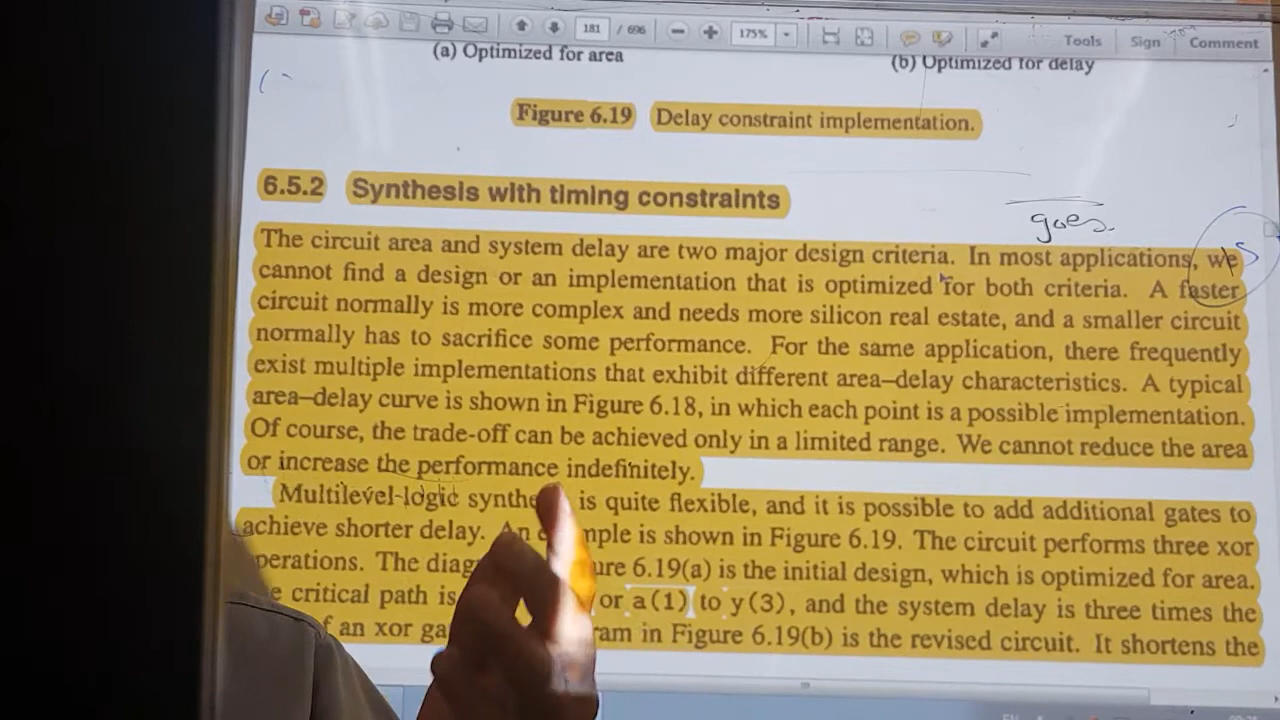 181 / 696 175% Tools Sign Comment
(a) Optimized for area (b) Optimized for delay
Figure 6.19 Delay constraint implementation.
6.5.2 Synthesis with timing constraints
goes.
The circuit area and system delay are two major design criteria. In most applications, we
cannot find a design or an implementation that is optimized for both criteria. A faster
circuit normally is more complex and needs more silicon real estate, and a smaller circuit
normally has to sacrifice some performance. For the same application, there frequently
exist multiple implementations that exhibit different area–delay characteristics. A typical
area–delay curve is shown in Figure 6.18, in which each point is a possible implementation.
Of course, the trade-off can be achieved only in a limited range. We cannot reduce the area
or increase the performance indefinitely.
Multilevel-logic synthe is quite flexible, and it is possible to add additional gates to
achieve shorter delay. An mple is shown in Figure 6.19. The circuit performs three xor
perations. The diag ure 6.19(a) is the initial design, which is optimized for area.
e critical path is or a(1) to y(3), and the system delay is three times the
f an xor ga ram in Figure 6.19(b) is the revised circuit. It shortens the